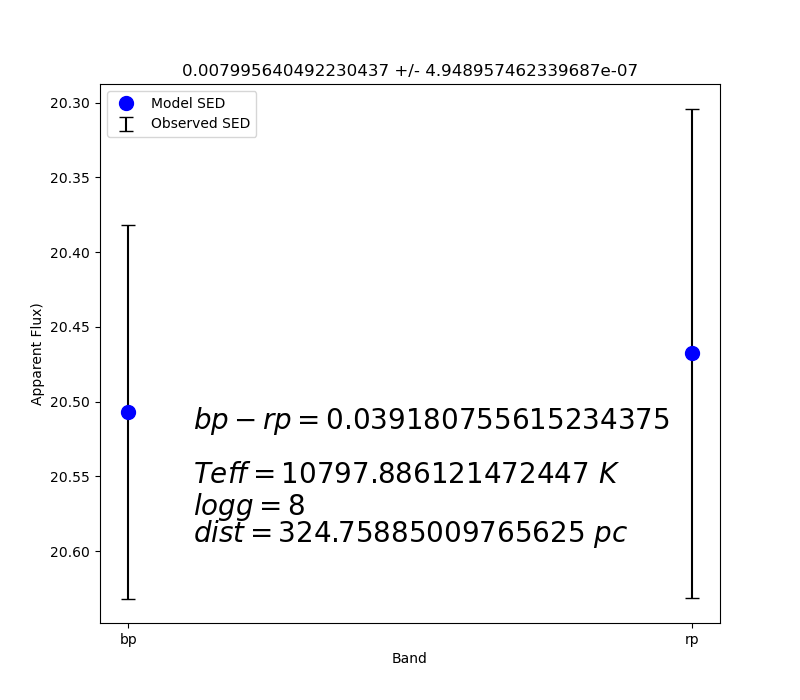 0.007995640492230437 +/- 4.948957462339687e-07
Model SED
Observed SED
20.30
20.35
20.40
20.45
20.50
20.55
20.60
Apparent Flux)
bp − rp = 0.039180755615234375
Teff = 10797.886121472447 K
logg = 8
dist = 324.75885009765625 pc
bp
rp
Band